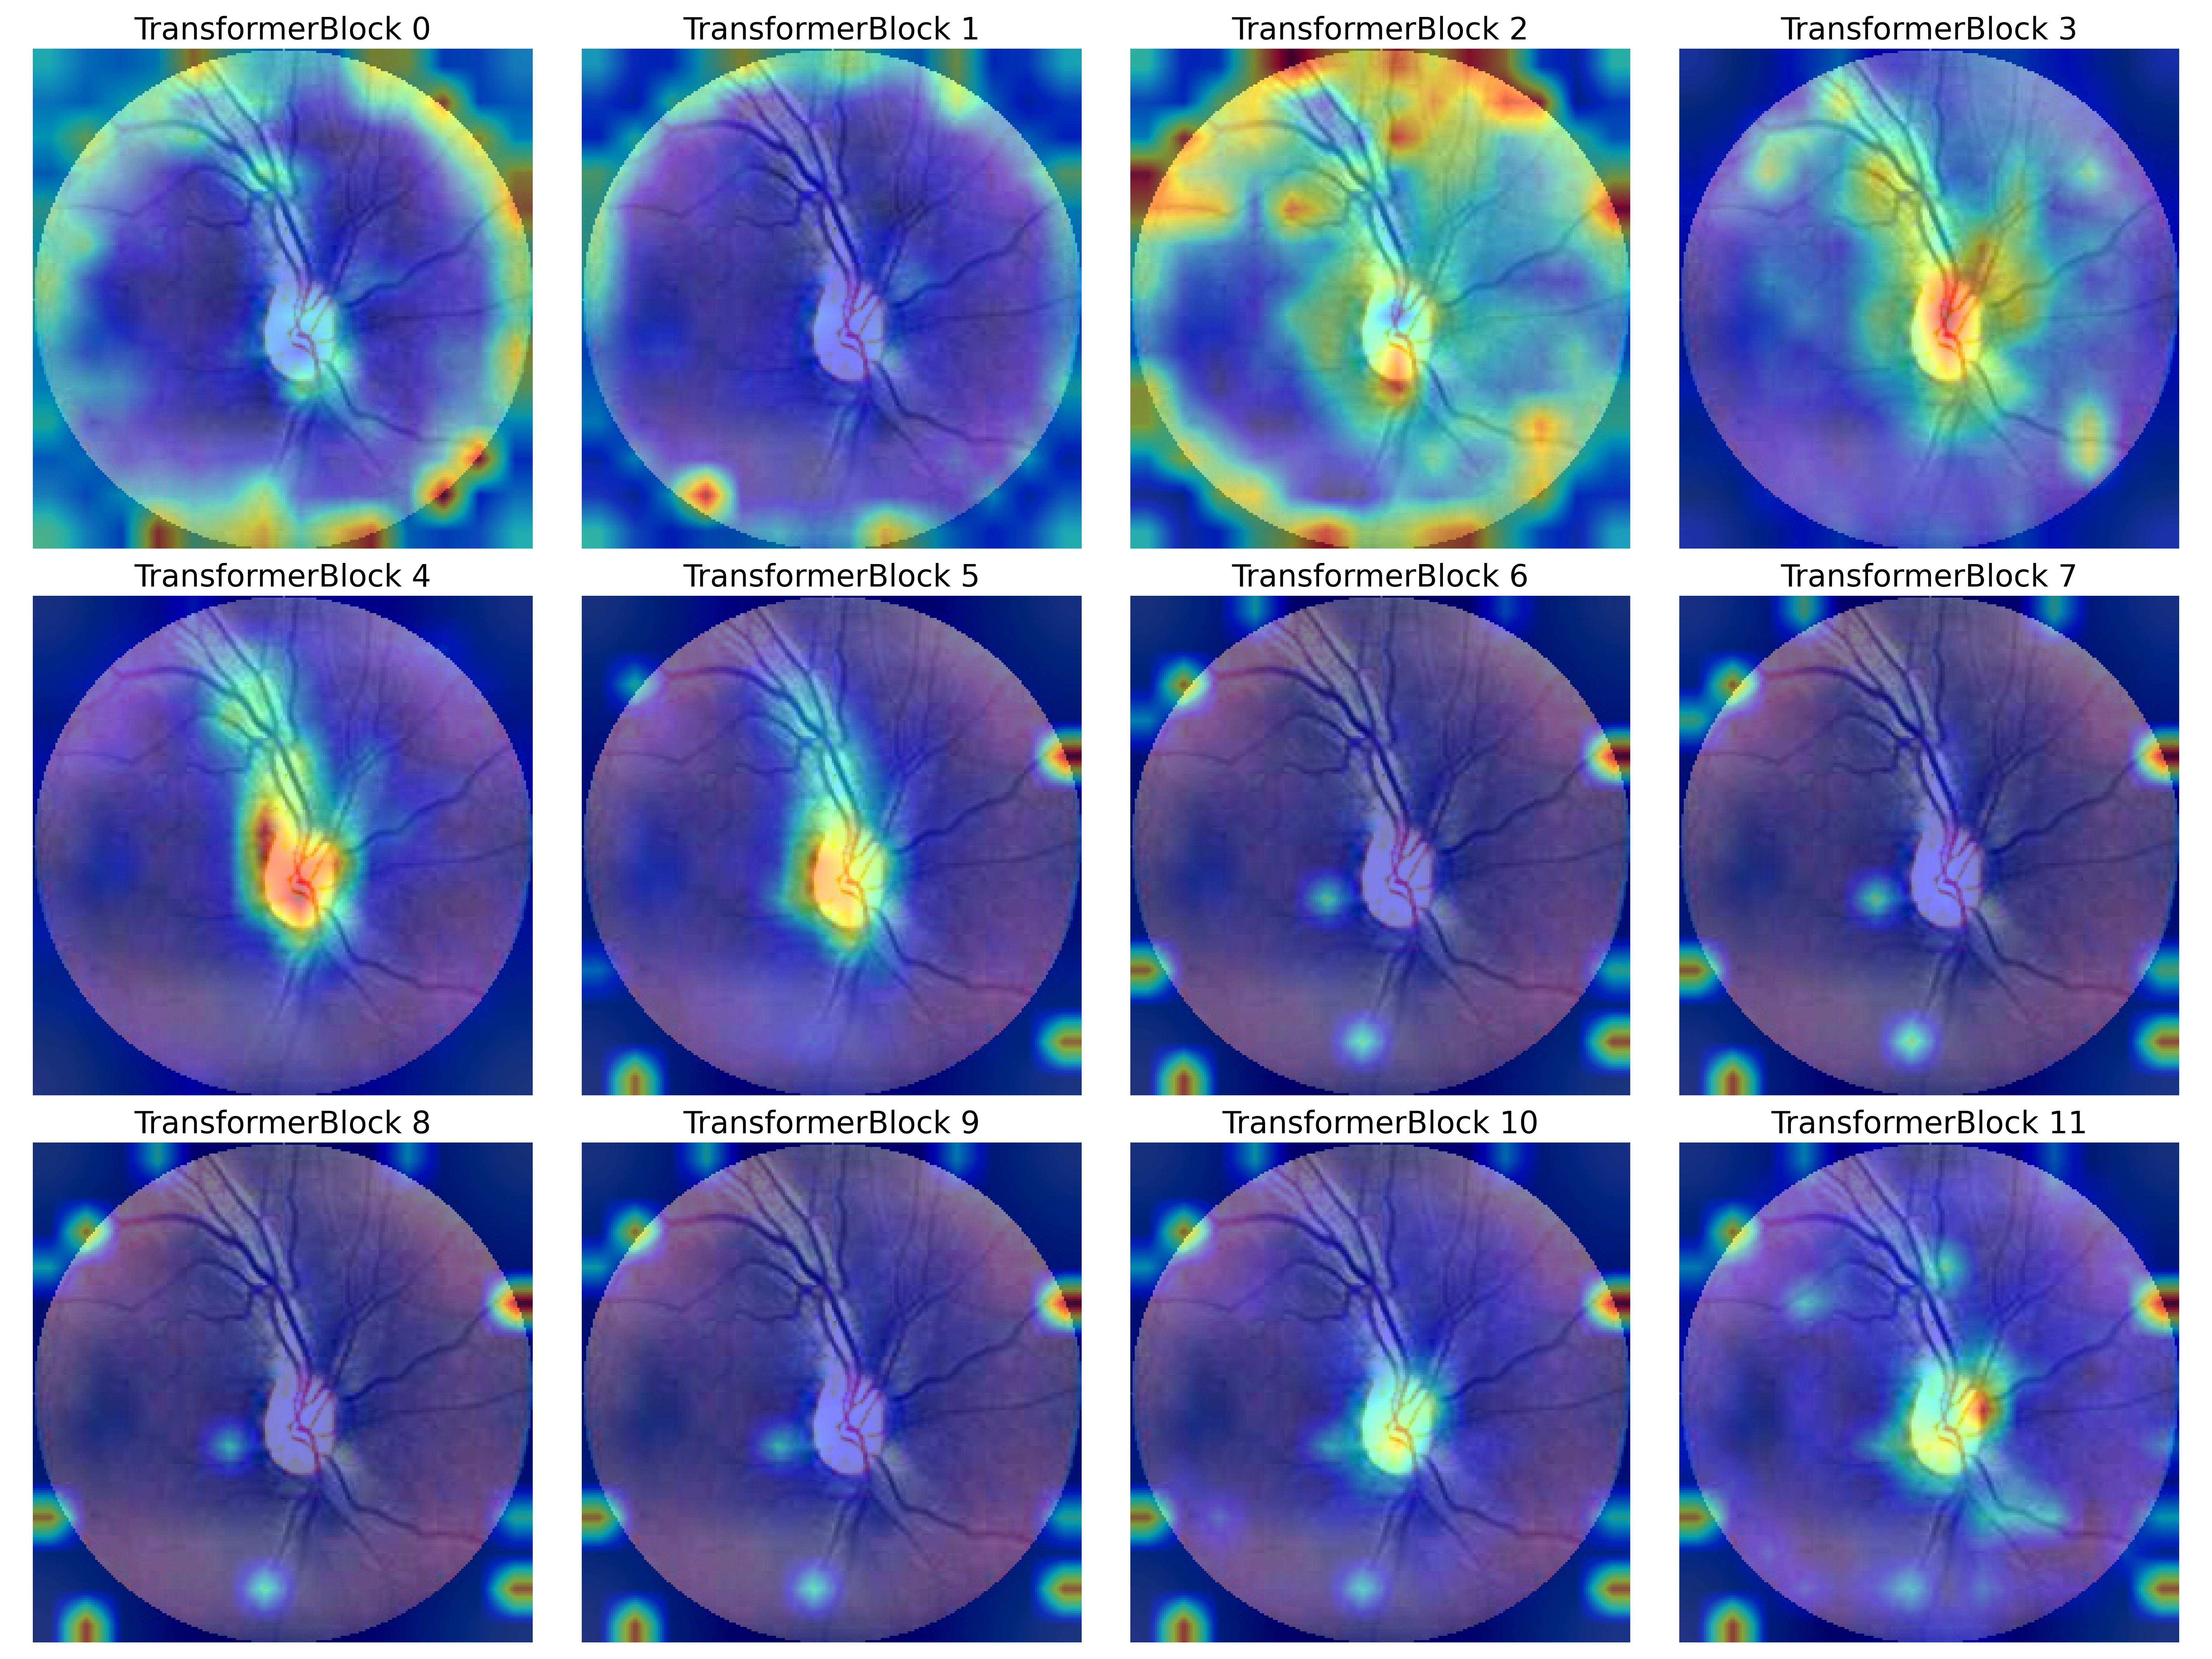 TransformerBlock 0
TransformerBlock 1
TransformerBlock 2
TransformerBlock 3
TransformerBlock 4
TransformerBlock 5
TransformerBlock 6
TransformerBlock 7
TransformerBlock 8
TransformerBlock 9
TransformerBlock 10
TransformerBlock 11